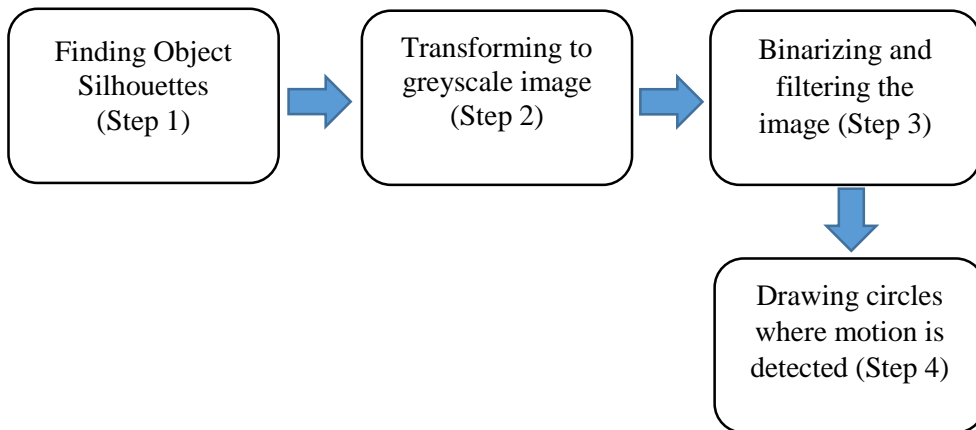 Finding Object
Silhouettes
(Step 1)
Transforming to
greyscale image
(Step 2)
Binarizing and
filtering the
image (Step 3)
Drawing circles
where motion is
detected (Step 4)